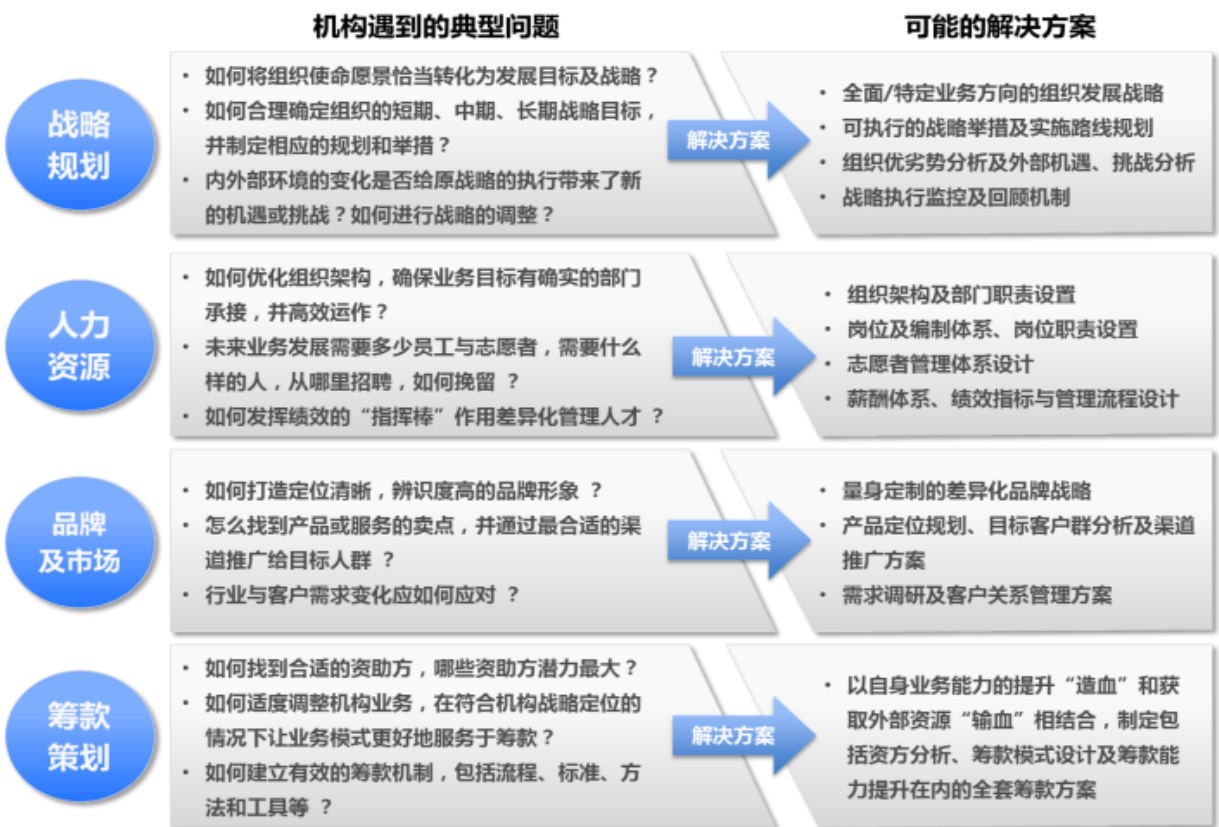 机构遇到的典型问题
可能的解决方案
战略
规划
• 如何将组织使命愿景恰当转化为发展目标及战略？
• 如何合理确定组织的短期、中期、长期战略目标，
并制定相应的规划和举措？
• 内外部环境的变化是否给原战略的执行带来了新
的机遇或挑战？如何进行战略的调整？
解决方案
• 全面/特定业务方向的组织发展战略
• 可执行的战略举措及实施路线规划
• 组织优劣势分析及外部机遇、挑战分析
• 战略执行监控及回顾机制
人力
资源
• 如何优化组织架构，确保业务目标有确实的部门
承接，并高效运作？
• 未来业务发展需要多少员工与志愿者，需要什么
样的人，从哪里招聘，如何挽留 ？
• 如何发挥绩效的“指挥棒”作用差异化管理人才 ？
解决方案
• 组织架构及部门职责设置
• 岗位及编制体系、岗位职责设置
• 志愿者管理体系设计
• 薪酬体系、绩效指标与管理流程设计
品牌
及市场
• 如何打造定位清晰，辨识度高的品牌形象 ？
• 怎么找到产品或服务的卖点，并通过最合适的渠
道推广给目标人群 ？
• 行业与客户需求变化应如何应对 ？
解决方案
• 量身定制的差异化品牌战略
• 产品定位规划、目标客户群分析及渠道
推广方案
• 需求调研及客户关系管理方案
筹款
策划
• 如何找到合适的资助方，哪些资助方潜力最大？
• 如何适度调整机构业务，在符合机构战略定位的
情况下让业务模式更好地服务于筹款？
• 如何建立有效的筹款机制，包括流程、标准、方
法和工具等 ？
解决方案
• 以自身业务能力的提升“造血”和获
取外部资源“输血”相结合，制定包
括资方分析、筹款模式设计及筹款能
力提升在内的全套筹款方案